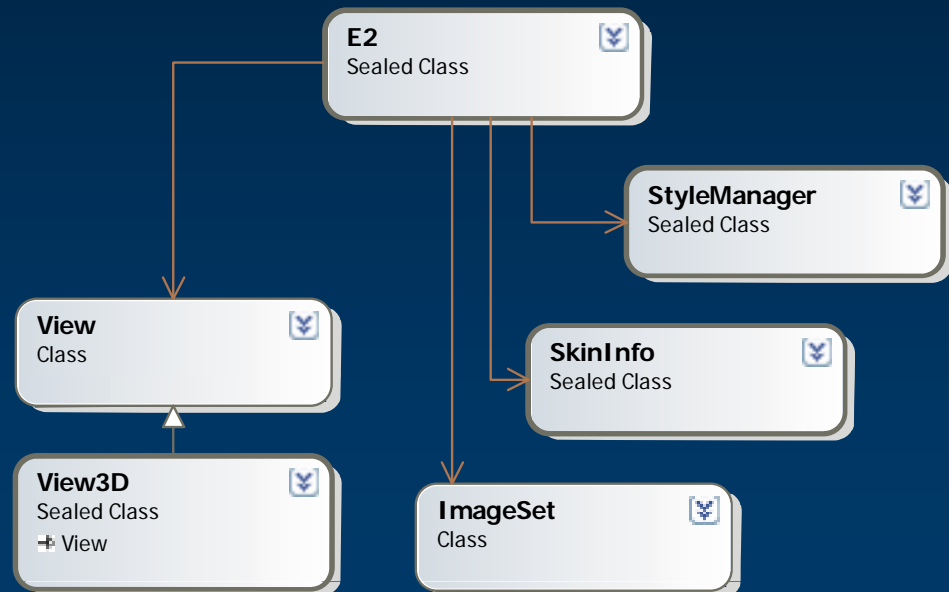 E2
Sealed Class
StyleManager
Sealed Class
View
Class
SkinInfo
Sealed Class
View3D
Sealed Class
View
ImageSet
Class